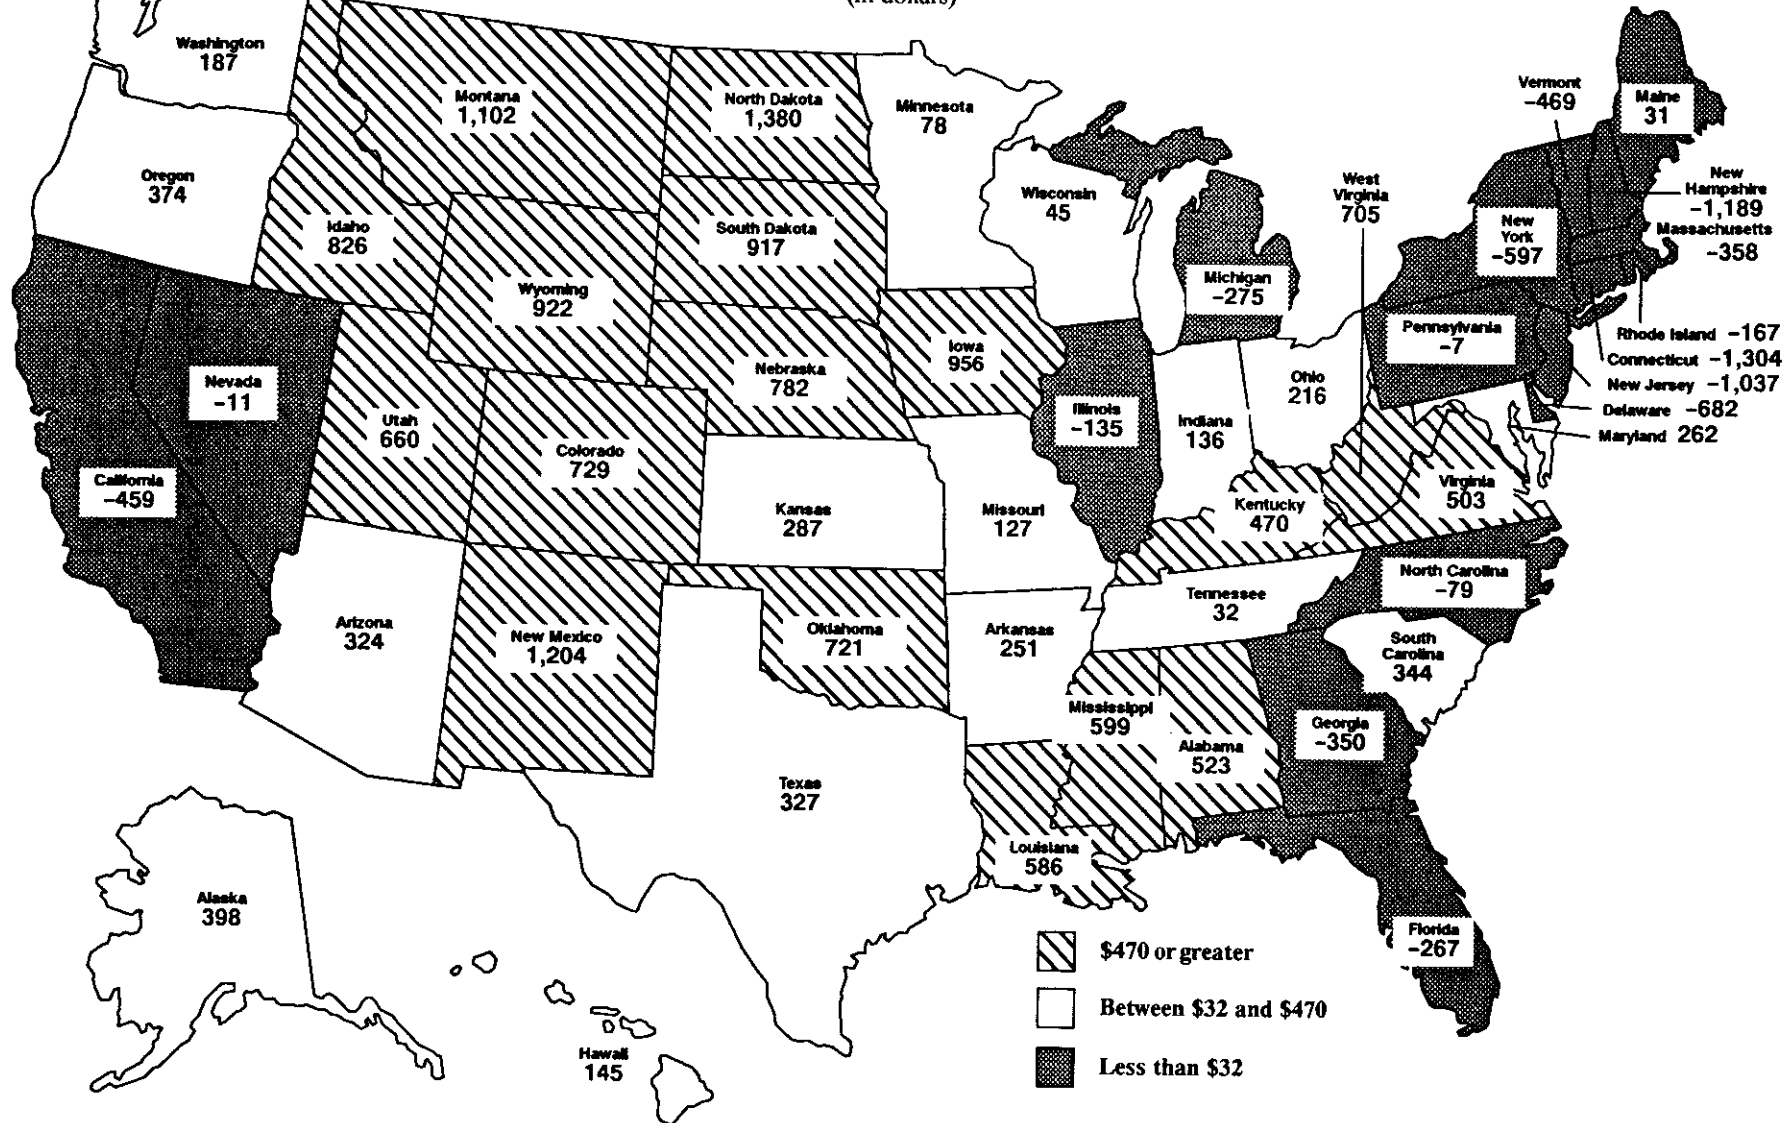 (in dollars)
Washington
187
Montana
1,102
North Dakota
1,380
Minnesota
78
Vermont
−469
Maine
31
Oregon
374
Idaho
826
South Dakota
917
Wisconsin
45
West
Virginia
705
New
York
−597
New
Hampshire
−1,189
Massachusetts
−358
Wyoming
922
Michigan
−275
Nevada
−11
Utah
660
Nebraska
782
Iowa
956
Illinois
−135
Indiana
136
Ohio
216
Pennsylvania
−7
Rhode Island −167
Connecticut −1,304
New Jersey −1,037
Delaware −682
Maryland 262
California
−459
Colorado
729
Kansas
287
Missouri
127
Kentucky
470
Virginia
503
Arizona
324
New Mexico
1,204
Oklahoma
721
Arkansas
251
Tennessee
32
North Carolina
−79
South
Carolina
344
Mississippi
599
Alabama
523
Georgia
−350
Texas
327
Louisiana
586
Florida
−267
Alaska
398
Hawaii
145
$470 or greater
Between $32 and $470
Less than $32